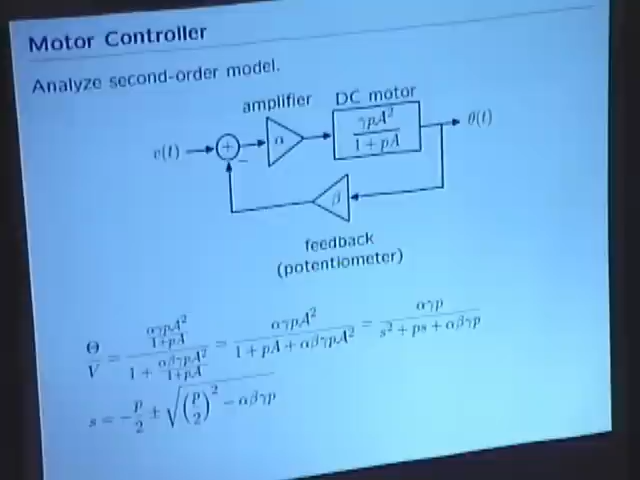 Motor Controller
Analyze second-order model.
amplifier DC motor
v(t) + − α γpA² / (1 + pA) θ(t)
β
feedback
(potentiometer)
Θ/V = (αγpA²/(1+pA)) / (1 + αβγpA²/(1+pA)) = αγpA² / (1 + pA + αβγpA²) = αγp / (s² + ps + αβγp)
s = −p/2 ± √((p/2)² − αβγp)